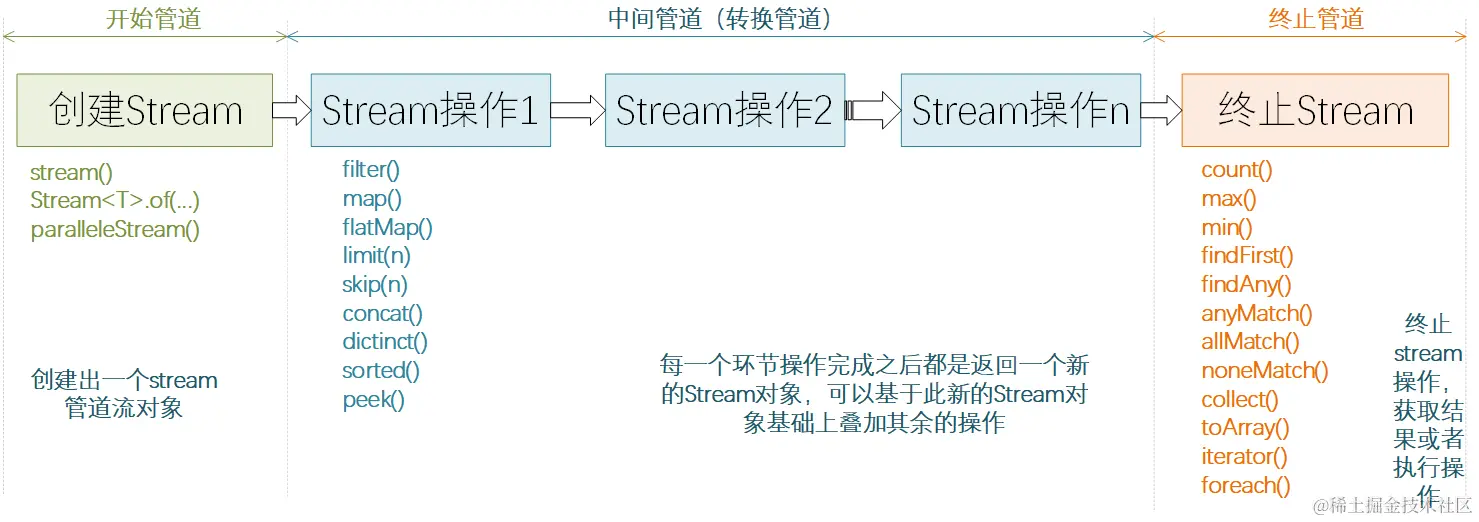 开始管道
中间管道（转换管道）
终止管道
创建Stream
Stream操作1
Stream操作2
Stream操作n
终止Stream
stream()
Stream<T>.of(...)
paralleleStream()
创建出一个stream
管道流对象
filter()
map()
flatMap()
limit(n)
skip(n)
concat()
dictinct()
sorted()
peek()
每一个环节操作完成之后都是返回一个新
的Stream对象，可以基于此新的Stream对
象基础上叠加其余的操作
count()
max()
min()
findFirst()
findAny()
anyMatch()
allMatch()
noneMatch()
collect()
toArray()
iterator()
foreach()
终止
stream
操作，
获取结
果或者
执行操
作
@稀土掘金技术社区